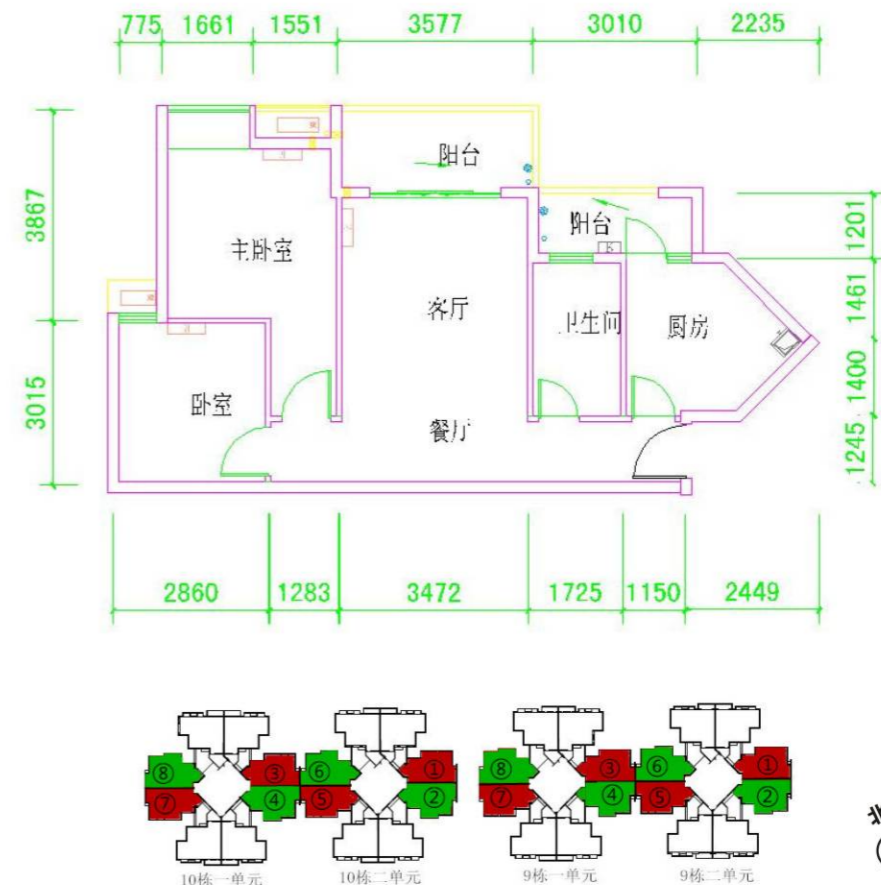 775 1661 1551 3577 3010 2235
阳台
3867
主卧室
阳台
1201
客厅
卫生间
厨房
1461
3015
卧室
餐厅
1400
1245
2860 1283 3472 1725 1150 2449
⑧ ③ ⑥ ① ⑧ ③ ⑥ ①
⑦ ④ ⑤ ② ⑦ ④ ⑤ ②
10栋一单元 10栋二单元 9栋一单元 9栋二单元